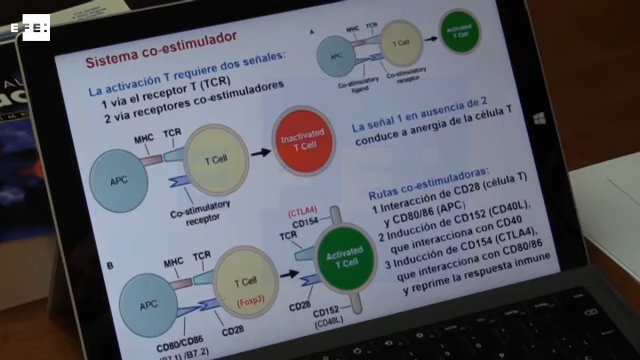 EFE:
Sistema co-estimulador
La activación T requiere dos señales:
1 via el receptor T (TCR)
2 via receptores co-estimuladores
A
MHC TCR
APC
T Cell
Activated
T Cell
Co-stimulatory
ligand
Co-stimulatory
receptor
MHC TCR
APC
T Cell
Inactivated
T Cell
Co-stimulatory
receptor
La señal 1 en ausencia de 2
conduce a anergia de la célula T
B
MHC TCR
APC
T Cell
(Foxp3)
CD80/CD86
(B7.1)/B7.2)
CD28
(CTLA4)
CD154
TCR
Activated
T Cell
CD28
CD152
(CD40L)
Rutas co-estimuladoras:
1 Interacción de CD28 (célula T)
y CD80/86 (APC)
2 Inducción de CD152 (CD40L),
que interacciona con CD40
3 Inducción de CD154 (CTLA4),
que interacciona con CD80/86
y reprime la respuesta inmune